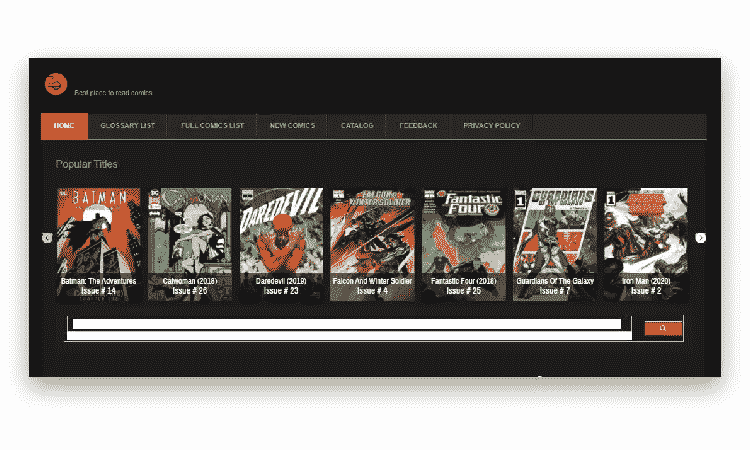 Best place to read comics
HOME GLOSSARY LIST FULL COMICS LIST NEW COMICS CATALOG FEEDBACK PRIVACY POLICY
Popular Titles
BATMAN
DAREDEVIL
FALCON & WINTER SOLDIER
Fantastic Four
GUARDIANS
Batman: The Adventures
Issue # 14
Catwoman (2018)
Issue # 26
Daredevil (2019)
Issue # 23
Falcon And Winter Soldier
Issue # 4
Fantastic Four (2018)
Issue # 25
Guardians Of The Galaxy
Issue # 7
Iron Man (2020)
Issue # 2